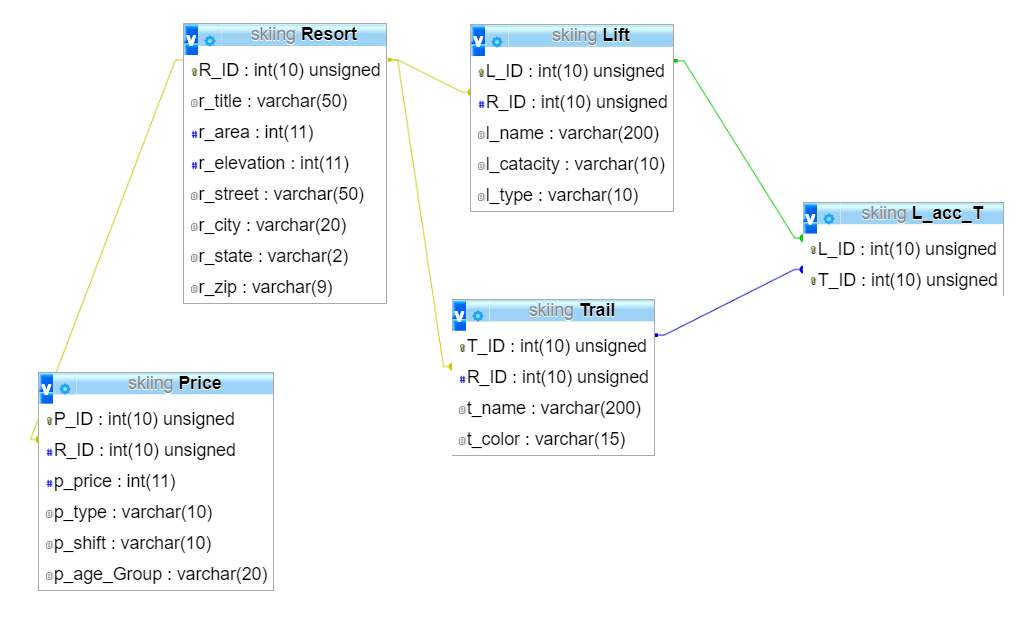 skiing Resort
R_ID : int(10) unsigned
r_title : varchar(50)
r_area : int(11)
r_elevation : int(11)
r_street : varchar(50)
r_city : varchar(20)
r_state : varchar(2)
r_zip : varchar(9)
skiing Lift
L_ID : int(10) unsigned
R_ID : int(10) unsigned
l_name : varchar(200)
l_catacity : varchar(10)
l_type : varchar(10)
skiing L_acc_T
L_ID : int(10) unsigned
T_ID : int(10) unsigned
skiing Trail
T_ID : int(10) unsigned
R_ID : int(10) unsigned
t_name : varchar(200)
t_color : varchar(15)
skiing Price
P_ID : int(10) unsigned
R_ID : int(10) unsigned
p_price : int(11)
p_type : varchar(10)
p_shift : varchar(10)
p_age_Group : varchar(20)